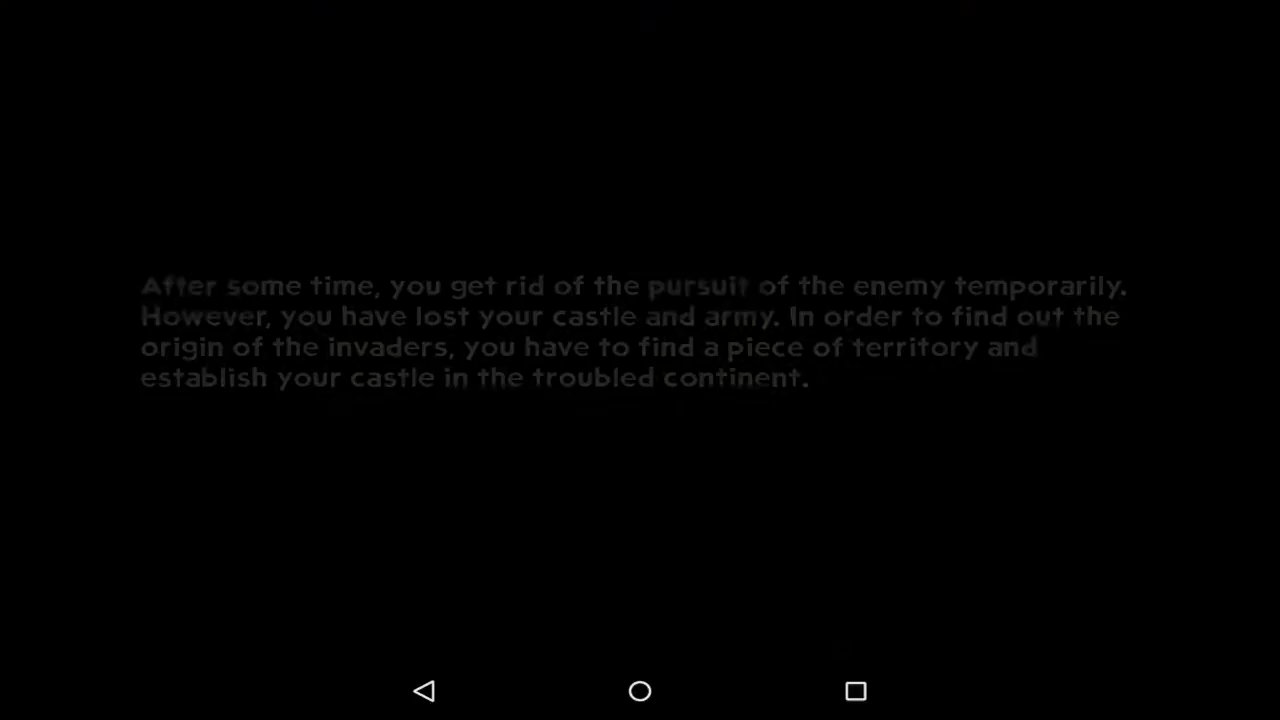 After some time, you get rid of the pursuit of the enemy temporarily.
However, you have lost your castle and army. In order to find out the
origin of the invaders, you have to find a piece of territory and
establish your castle in the troubled continent.